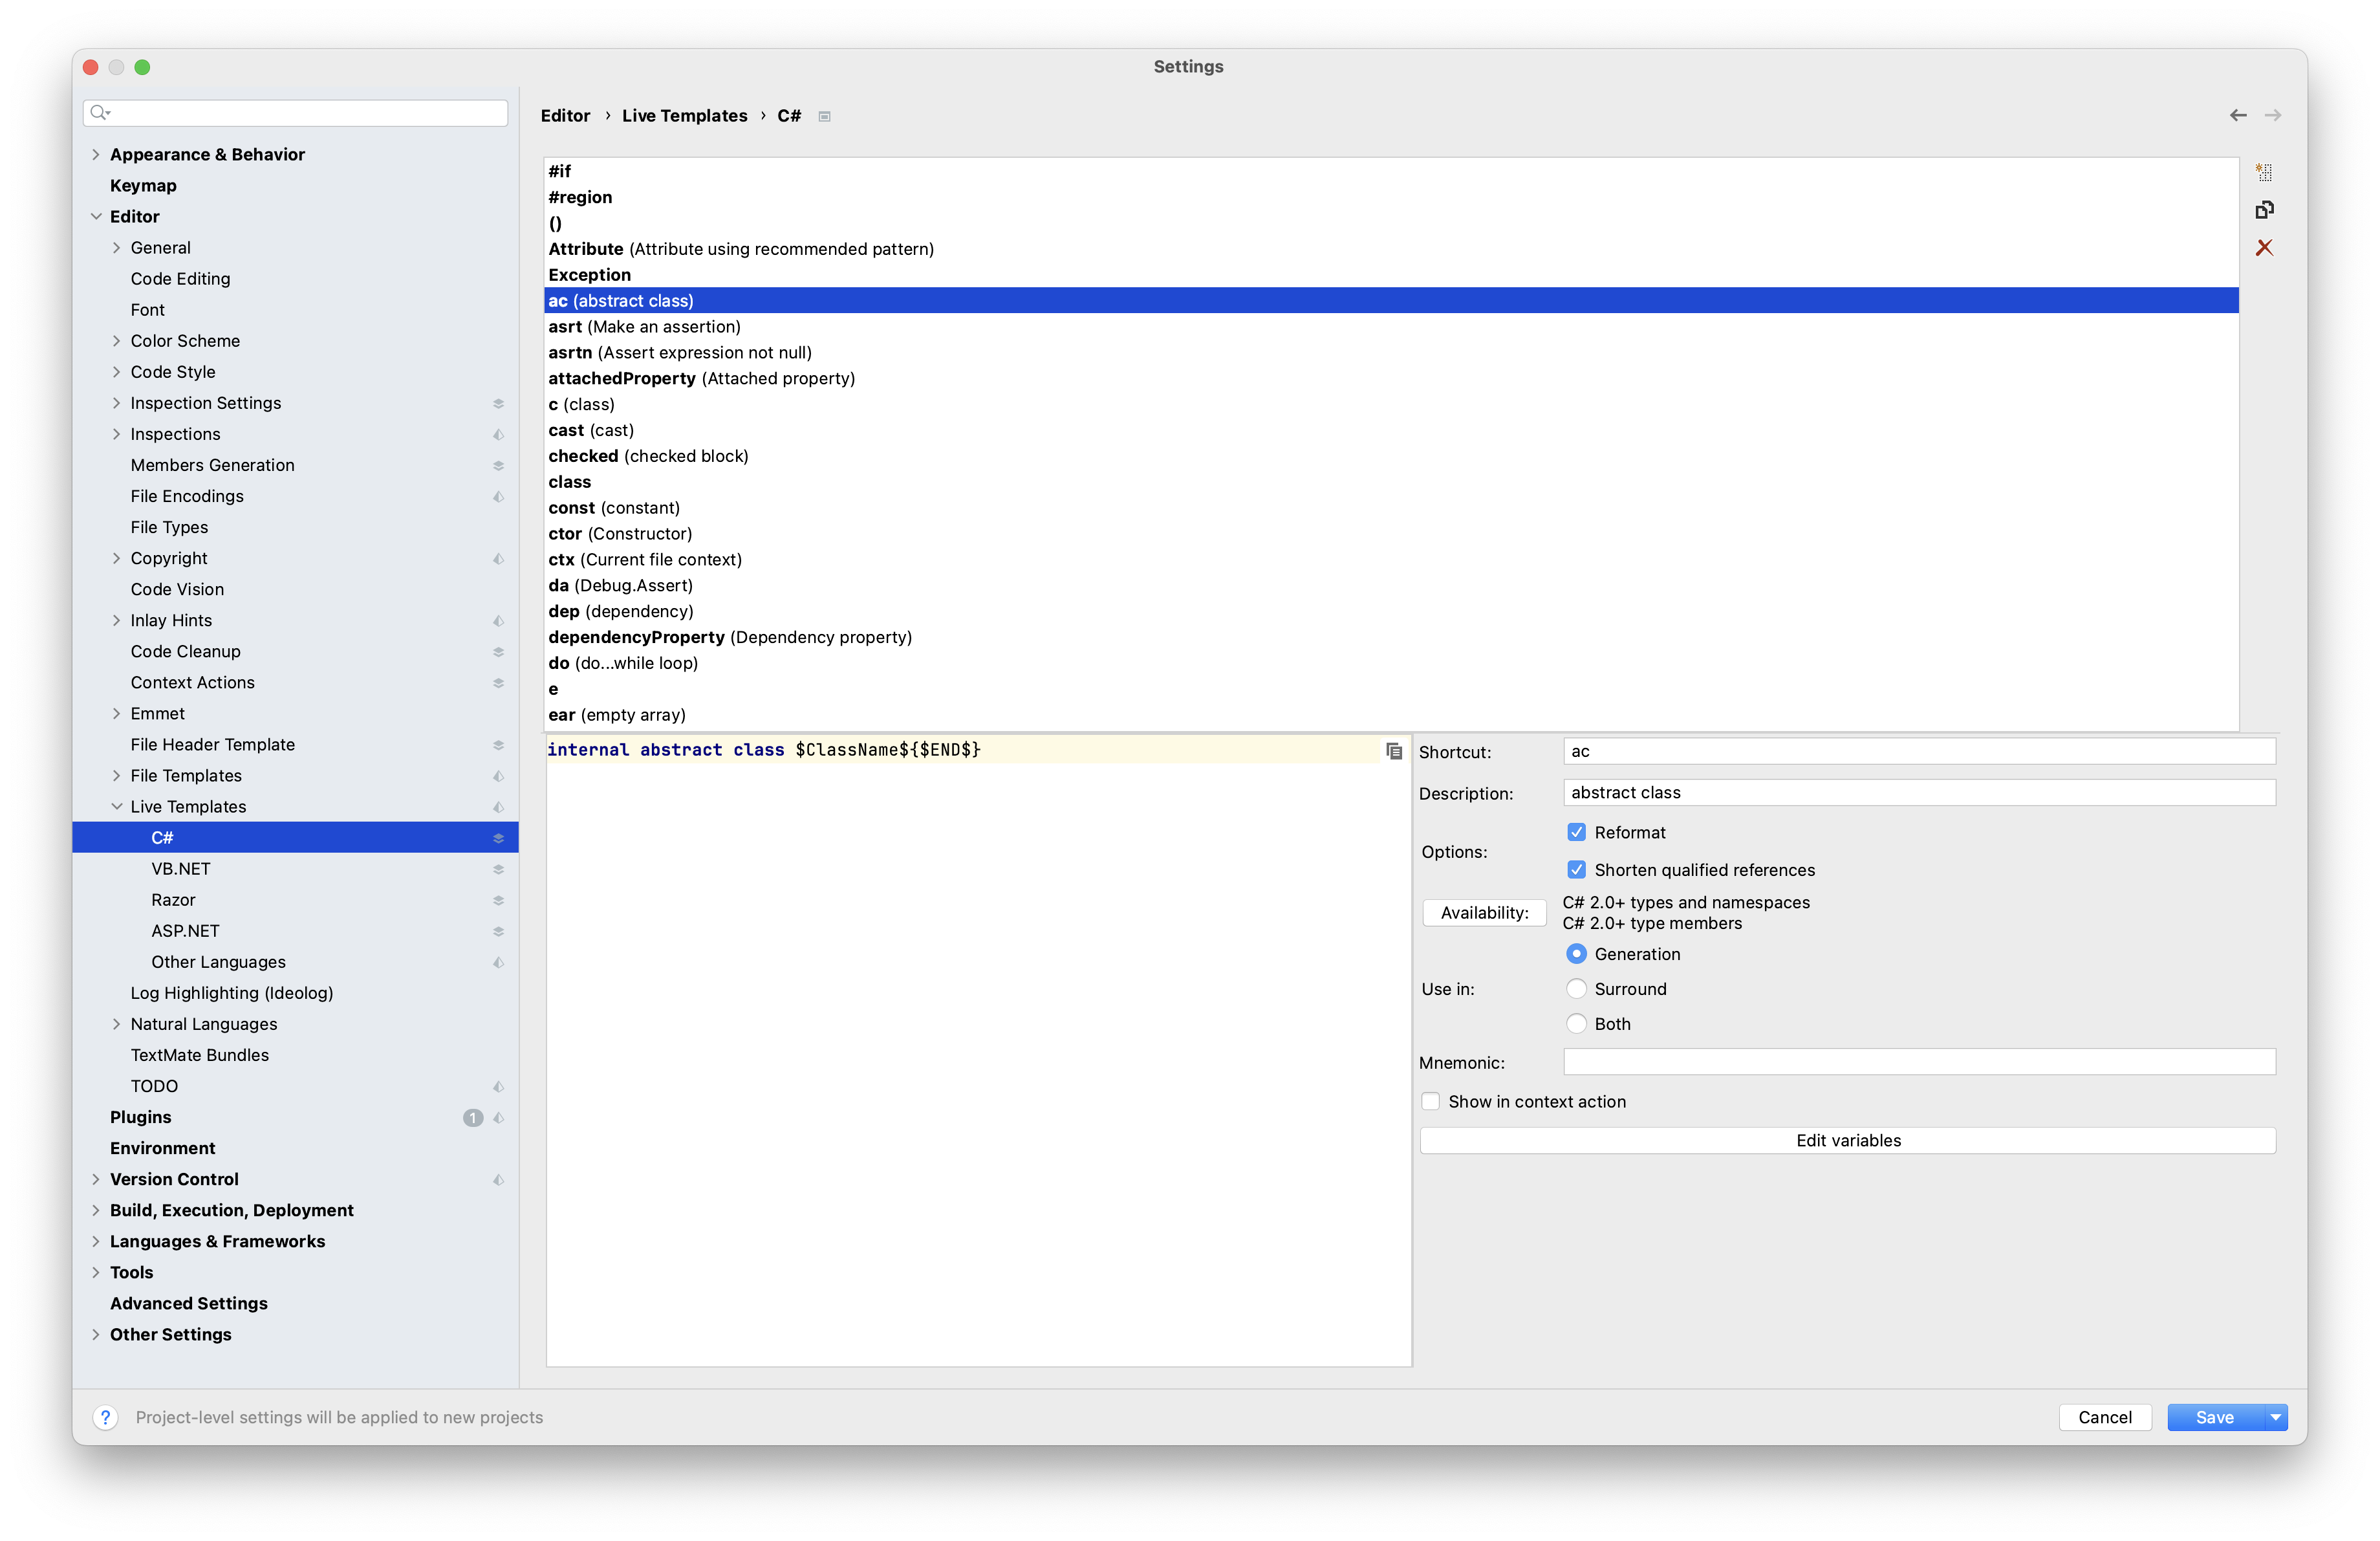 Settings
Editor › Live Templates › C#
Appearance & Behavior
Keymap
Editor
General
Code Editing
Font
Color Scheme
Code Style
Inspection Settings
Inspections
Members Generation
File Encodings
File Types
Copyright
Code Vision
Inlay Hints
Code Cleanup
Context Actions
Emmet
File Header Template
File Templates
Live Templates
C#
VB.NET
Razor
ASP.NET
Other Languages
Log Highlighting (Ideolog)
Natural Languages
TextMate Bundles
TODO
Plugins 1
Environment
Version Control
Build, Execution, Deployment
Languages & Frameworks
Tools
Advanced Settings
Other Settings
#if
#region
()
Attribute (Attribute using recommended pattern)
Exception
ac (abstract class)
asrt (Make an assertion)
asrtn (Assert expression not null)
attachedProperty (Attached property)
c (class)
cast (cast)
checked (checked block)
class
const (constant)
ctor (Constructor)
ctx (Current file context)
da (Debug.Assert)
dep (dependency)
dependencyProperty (Dependency property)
do (do...while loop)
e
ear (empty array)
internal abstract class $ClassName${$END$}
Shortcut: ac
Description: abstract class
Options:
Reformat
Shorten qualified references
Availability:
C# 2.0+ types and namespaces
C# 2.0+ type members
Use in:
Generation
Surround
Both
Mnemonic:
Show in context action
Edit variables
? Project-level settings will be applied to new projects
Cancel
Save